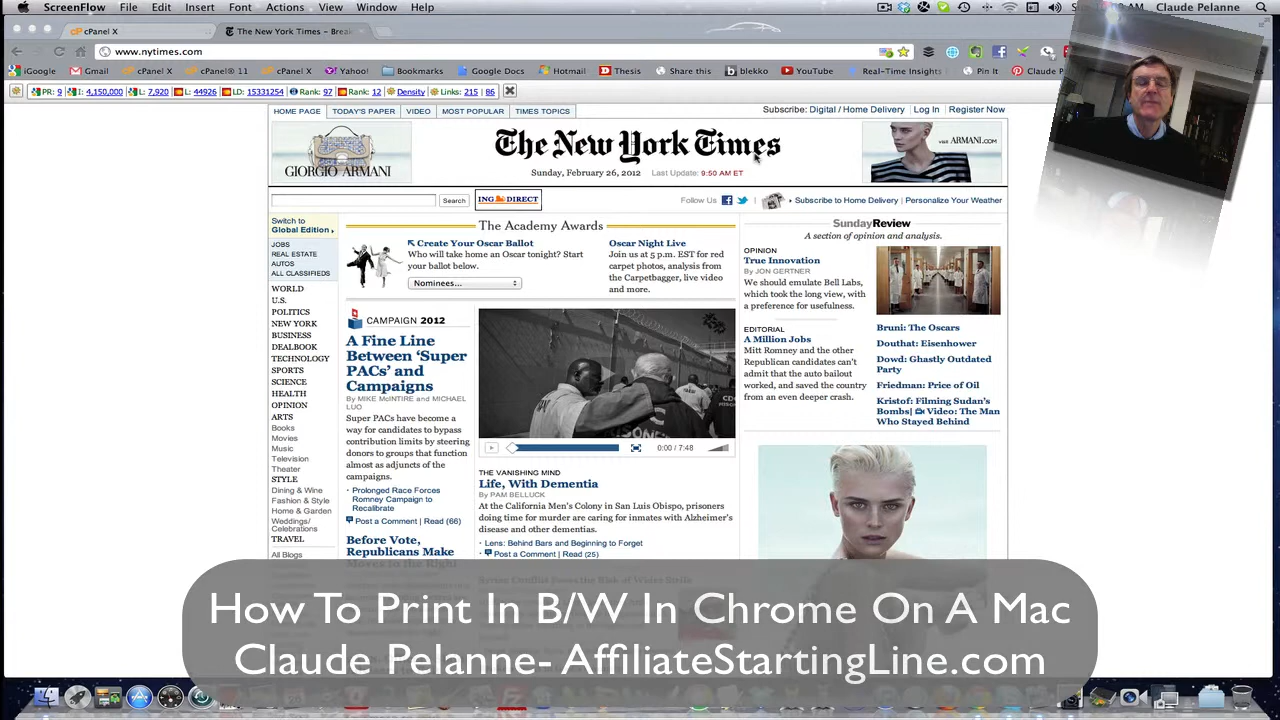 ScreenFlow File Edit Insert Font Actions View Window Help Claude Pelanne
cPanel X The New York Times - Break
www.nytimes.com
iGoogle Gmail cPanel X cPanel® 11 cPanel X Yahoo! Bookmarks Google Docs Hotmail Thesis Share this blekko YouTube Real-Time Insights Pin It Claude P
PR: 9 I: 4,150,000 L: 7,920 L: 44926 LD: 15331254 Rank: 97 Rank: 12 Density Links: 215 | 86
HOME PAGE TODAY'S PAPER VIDEO MOST POPULAR TIMES TOPICS
Subscribe: Digital / Home Delivery Log In Register Now
GIORGIO ARMANI
The New York Times
VISIT ARMANI.COM
Sunday, February 26, 2012 Last Update: 9:50 AM ET
Search
ING DIRECT
Follow Us
Subscribe to Home Delivery | Personalize Your Weather
Switch to
Global Edition
JOBS
REAL ESTATE
AUTOS
ALL CLASSIFIEDS
WORLD
U.S.
POLITICS
NEW YORK
BUSINESS
DEALBOOK
TECHNOLOGY
SPORTS
SCIENCE
HEALTH
OPINION
ARTS
Books
Movies
Music
Television
Theater
STYLE
Dining & Wine
Fashion & Style
Home & Garden
Weddings/
Celebrations
TRAVEL
All Blogs
The Academy Awards
Create Your Oscar Ballot
Who will take home an Oscar tonight? Start
your ballot below.
Nominees...
Oscar Night Live
Join us at 5 p.m. EST for red
carpet photos, analysis from
the Carpetbagger, live video
and more.
CAMPAIGN 2012
A Fine Line
Between ‘Super
PACs’ and
Campaigns
By MIKE McINTIRE and MICHAEL
LUO
Super PACs have become a
way for candidates to bypass
contribution limits by steering
donors to groups that function
almost as adjuncts of the
campaigns.
Prolonged Race Forces
Romney Campaign to
Recalibrate
Post a Comment | Read (66)
Before Vote,
Republicans Make
Moves to the Right
0:00 / 7:48
THE VANISHING MIND
Life, With Dementia
By PAM BELLUCK
At the California Men's Colony in San Luis Obispo, prisoners
doing time for murder are caring for inmates with Alzheimer's
disease and other dementias.
Lens: Behind Bars and Beginning to Forget
Post a Comment | Read (25)
Syrian Conflict Poses the Risk of Wider Strife
SundayReview
A section of opinion and analysis.
OPINION
True Innovation
By JON GERTNER
We should emulate Bell Labs,
which took the long view, with
a preference for usefulness.
EDITORIAL
A Million Jobs
Mitt Romney and the other
Republican candidates can't
admit that the auto bailout
worked, and saved the country
from an even deeper crash.
Bruni: The Oscars
Douthat: Eisenhower
Dowd: Ghastly Outdated
Party
Friedman: Price of Oil
Kristof: Filming Sudan's
Bombs| Video: The Man
Who Stayed Behind
How To Print In B/W In Chrome On A Mac
Claude Pelanne- AffiliateStartingLine.com